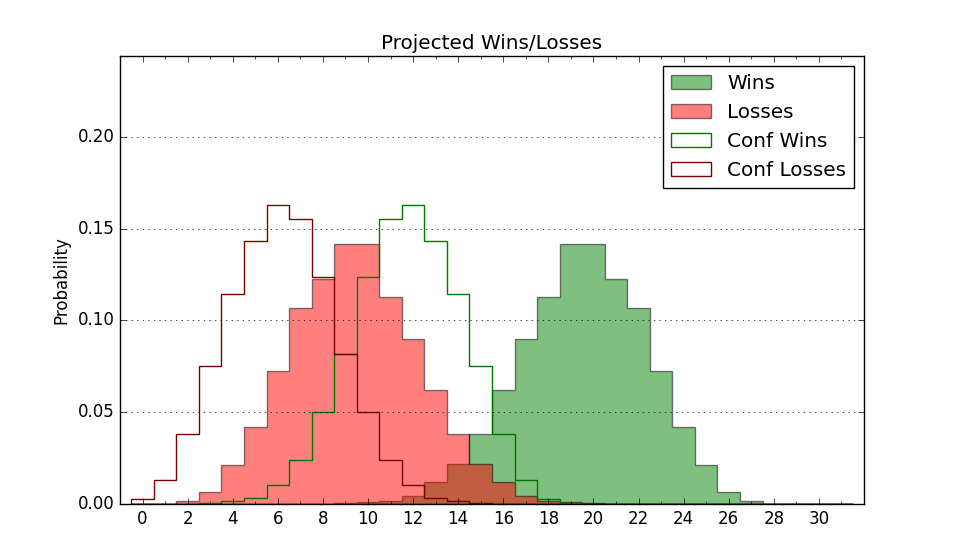 Projected Wins/Losses
Wins
Losses
Conf Wins
Conf Losses
Probability
0.20
0.15
0.10
0.05
0.00
0 2 4 6 8 10 12 14 16 18 20 22 24 26 28 30